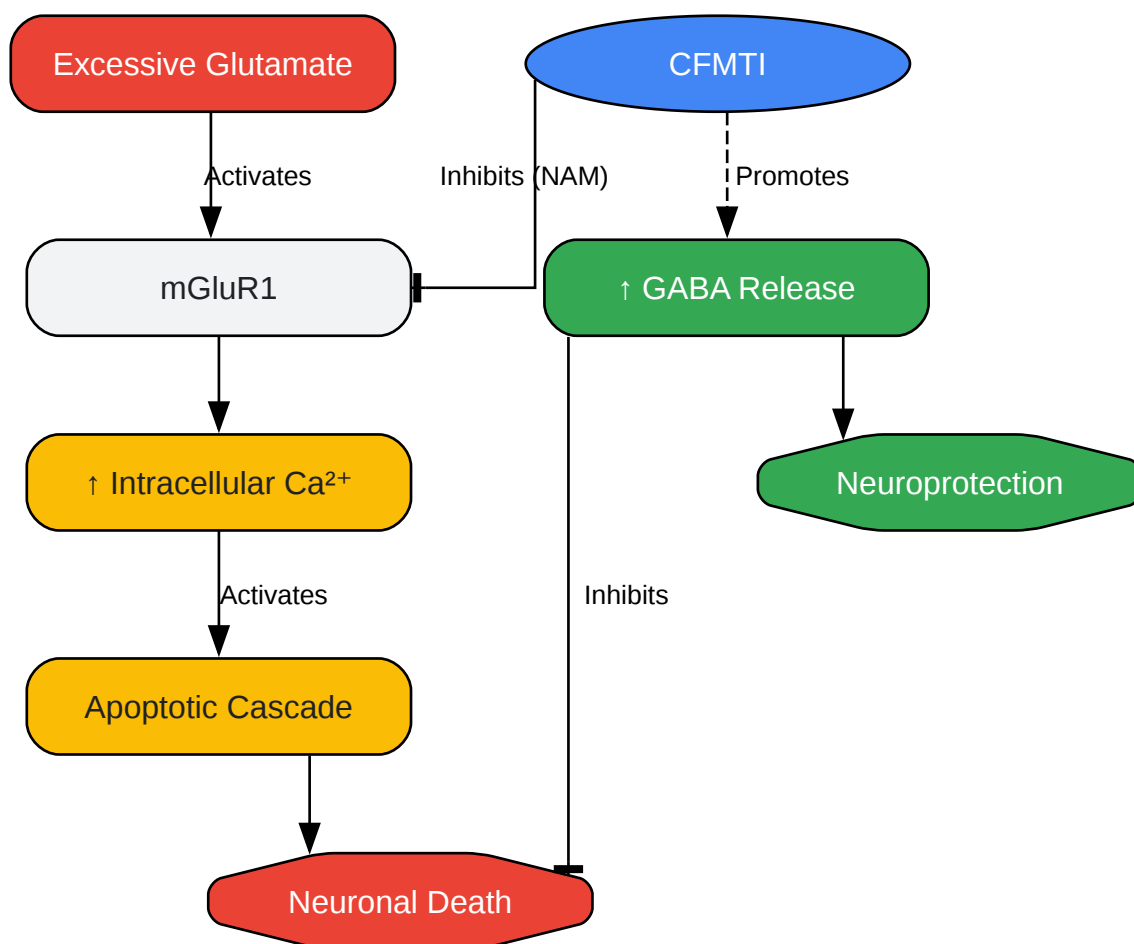 Excessive Glutamate
CFMTI
Activates
Inhibits (NAM)
Promotes
mGluR1
↑ GABA Release
↑ Intracellular Ca²⁺
Neuroprotection
Activates
Inhibits
Apoptotic Cascade
Neuronal Death